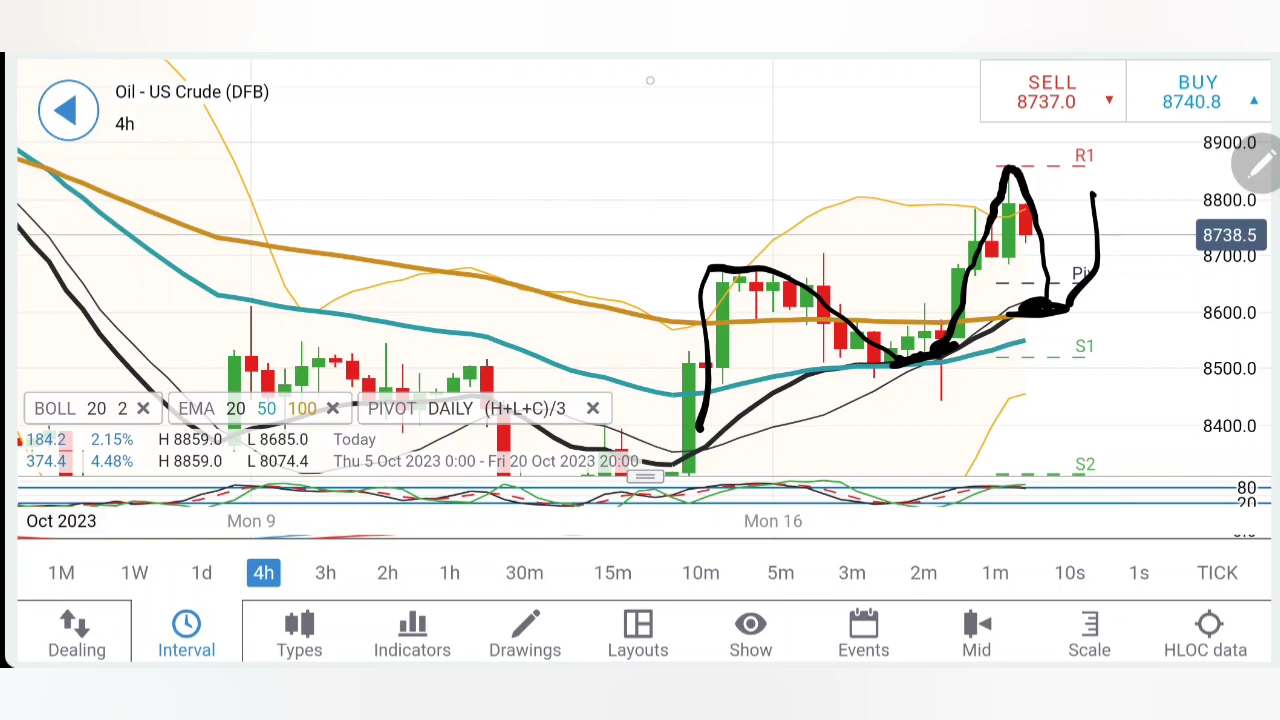 Oil - US Crude (DFB)
4h
SELL
8737.0
BUY
8740.8
8900.0
R1
8800.0
8738.5
8700.0
8600.0
S1
8500.0
BOLL 20 2
EMA 20 50 100
PIVOT DAILY (H+L+C)/3
8400.0
184.2 2.15% H 8859.0 L 8685.0 Today
374.4 4.48% H 8859.0 L 8074.4 Thu 5 Oct 2023 0:00 - Fri 20 Oct 2023 20:00
S2
80
20
Oct 2023 Mon 9 Mon 16
1M 1W 1d 4h 3h 2h 1h 30m 15m 10m 5m 3m 2m 1m 10s 1s TICK
Dealing Interval Types Indicators Drawings Layouts Show Events Mid Scale HLOC data